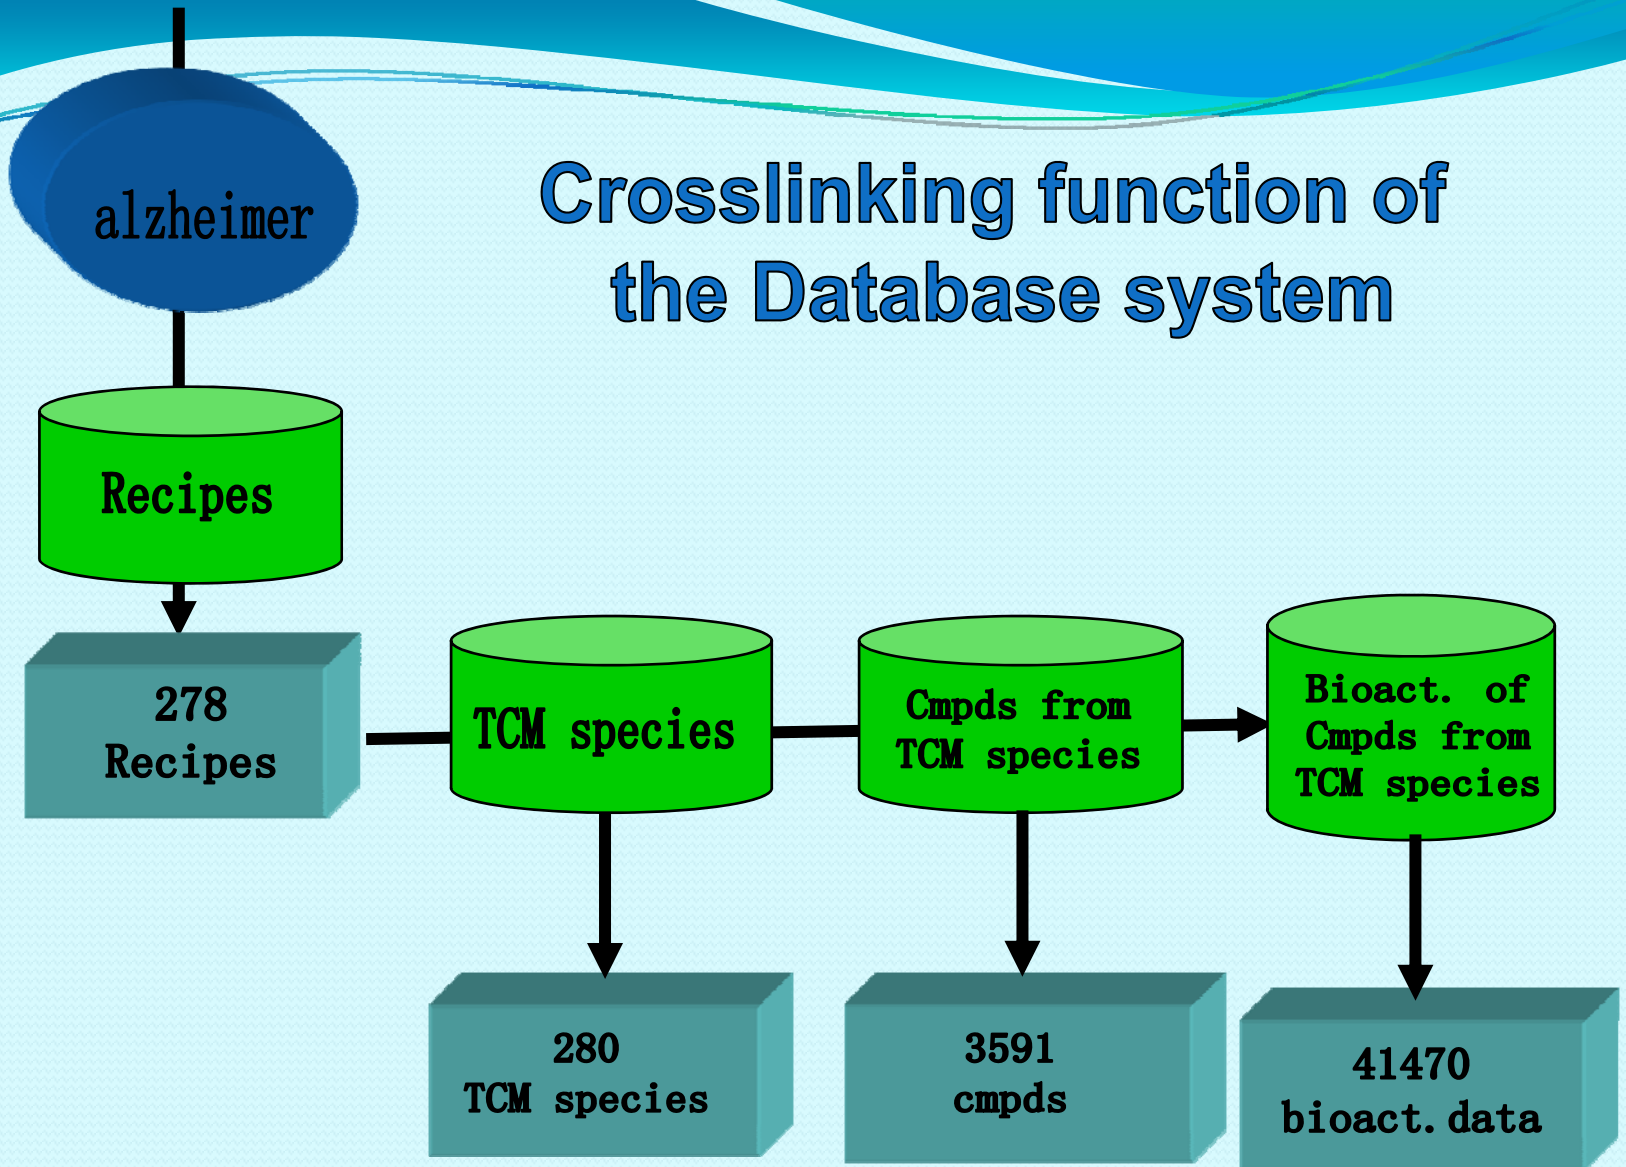 Crosslinking function of
the Database system
alzheimer
Recipes
278
Recipes
TCM species
Cmpds from
TCM species
Bioact. of
Cmpds from
TCM species
280
TCM species
3591
cmpds
41470
bioact.data